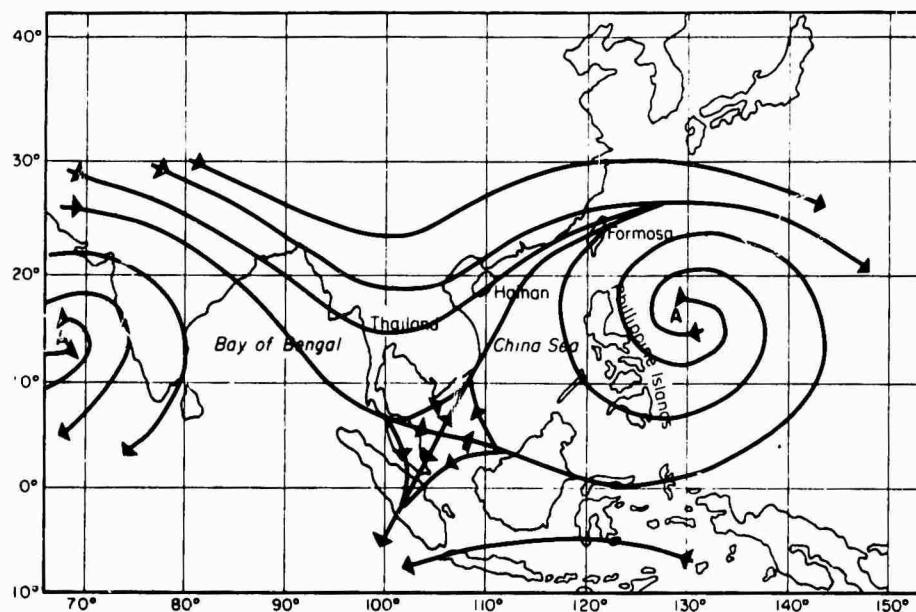 40°
30°
Formosa
20°
Hainan
Thailand
A
A
Philippine Islands
Bay of Bengal
China Sea
10°
0°
10°
70°
80°
90°
100°
110°
120°
130°
140°
150°